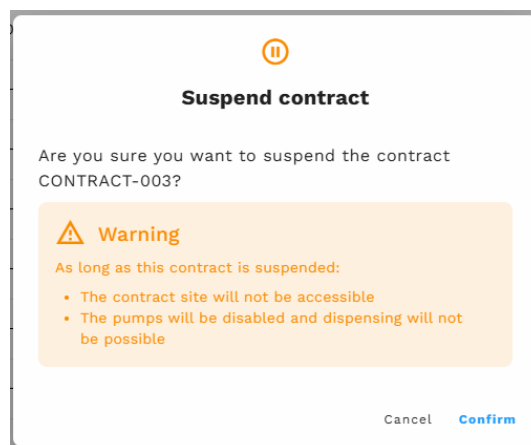 Suspend contract
Are you sure you want to suspend the contract
CONTRACT-003?
Warning
As long as this contract is suspended:
• The contract site will not be accessible
• The pumps will be disabled and dispensing will not
be possible
Cancel Confirm